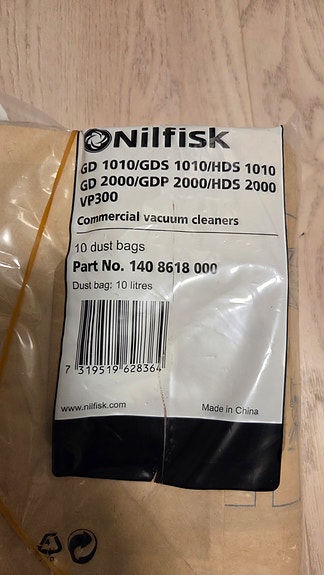 Nilfisk
GD 1010/GDS 1010/HDS 1010
GD 2000/GDP 2000/HDS 2000
VP300
Commercial vacuum cleaners
10 dust bags
Part No. 140 8618 000
Dust bag: 10 litres
7 319519 628364
www.nilfisk.com
Made in China